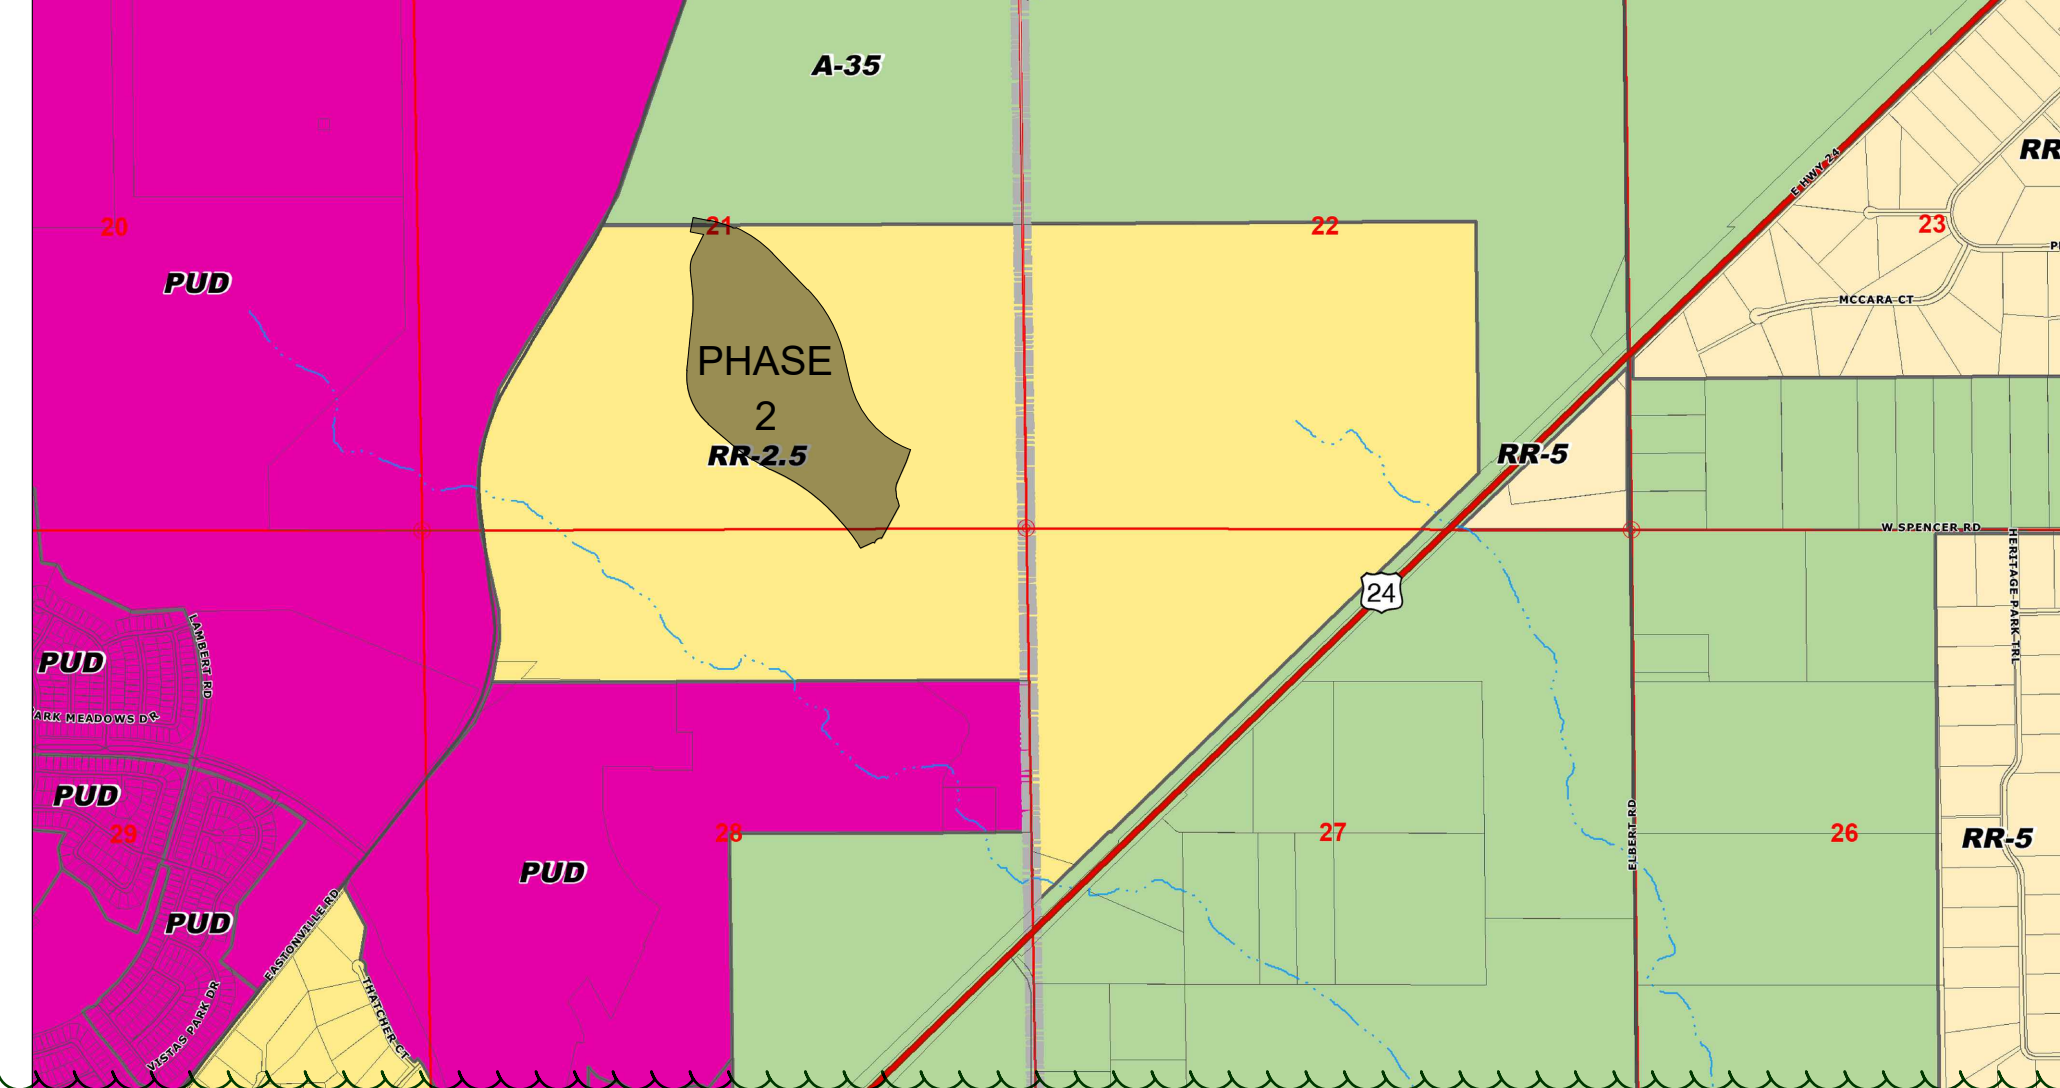 A-35
E HWY 24
RR
20
21
22
23
PUD
P
MCCARA CT
PHASE
2
RR-2.5
RR-5
W SPENCER RD
HERITAGE PARK TRL
24
LAMBERT RD
PUD
ARK MEADOWS DR
PUD
29
28
27
ELBERT RD
26
RR-5
PUD
PUD
EASTONVILLE RD
VISTAS PARK DR
THATCHER CT